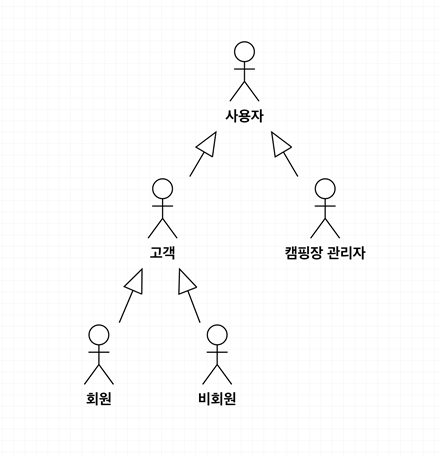 사용자
고객
캠핑장 관리자
회원
비회원